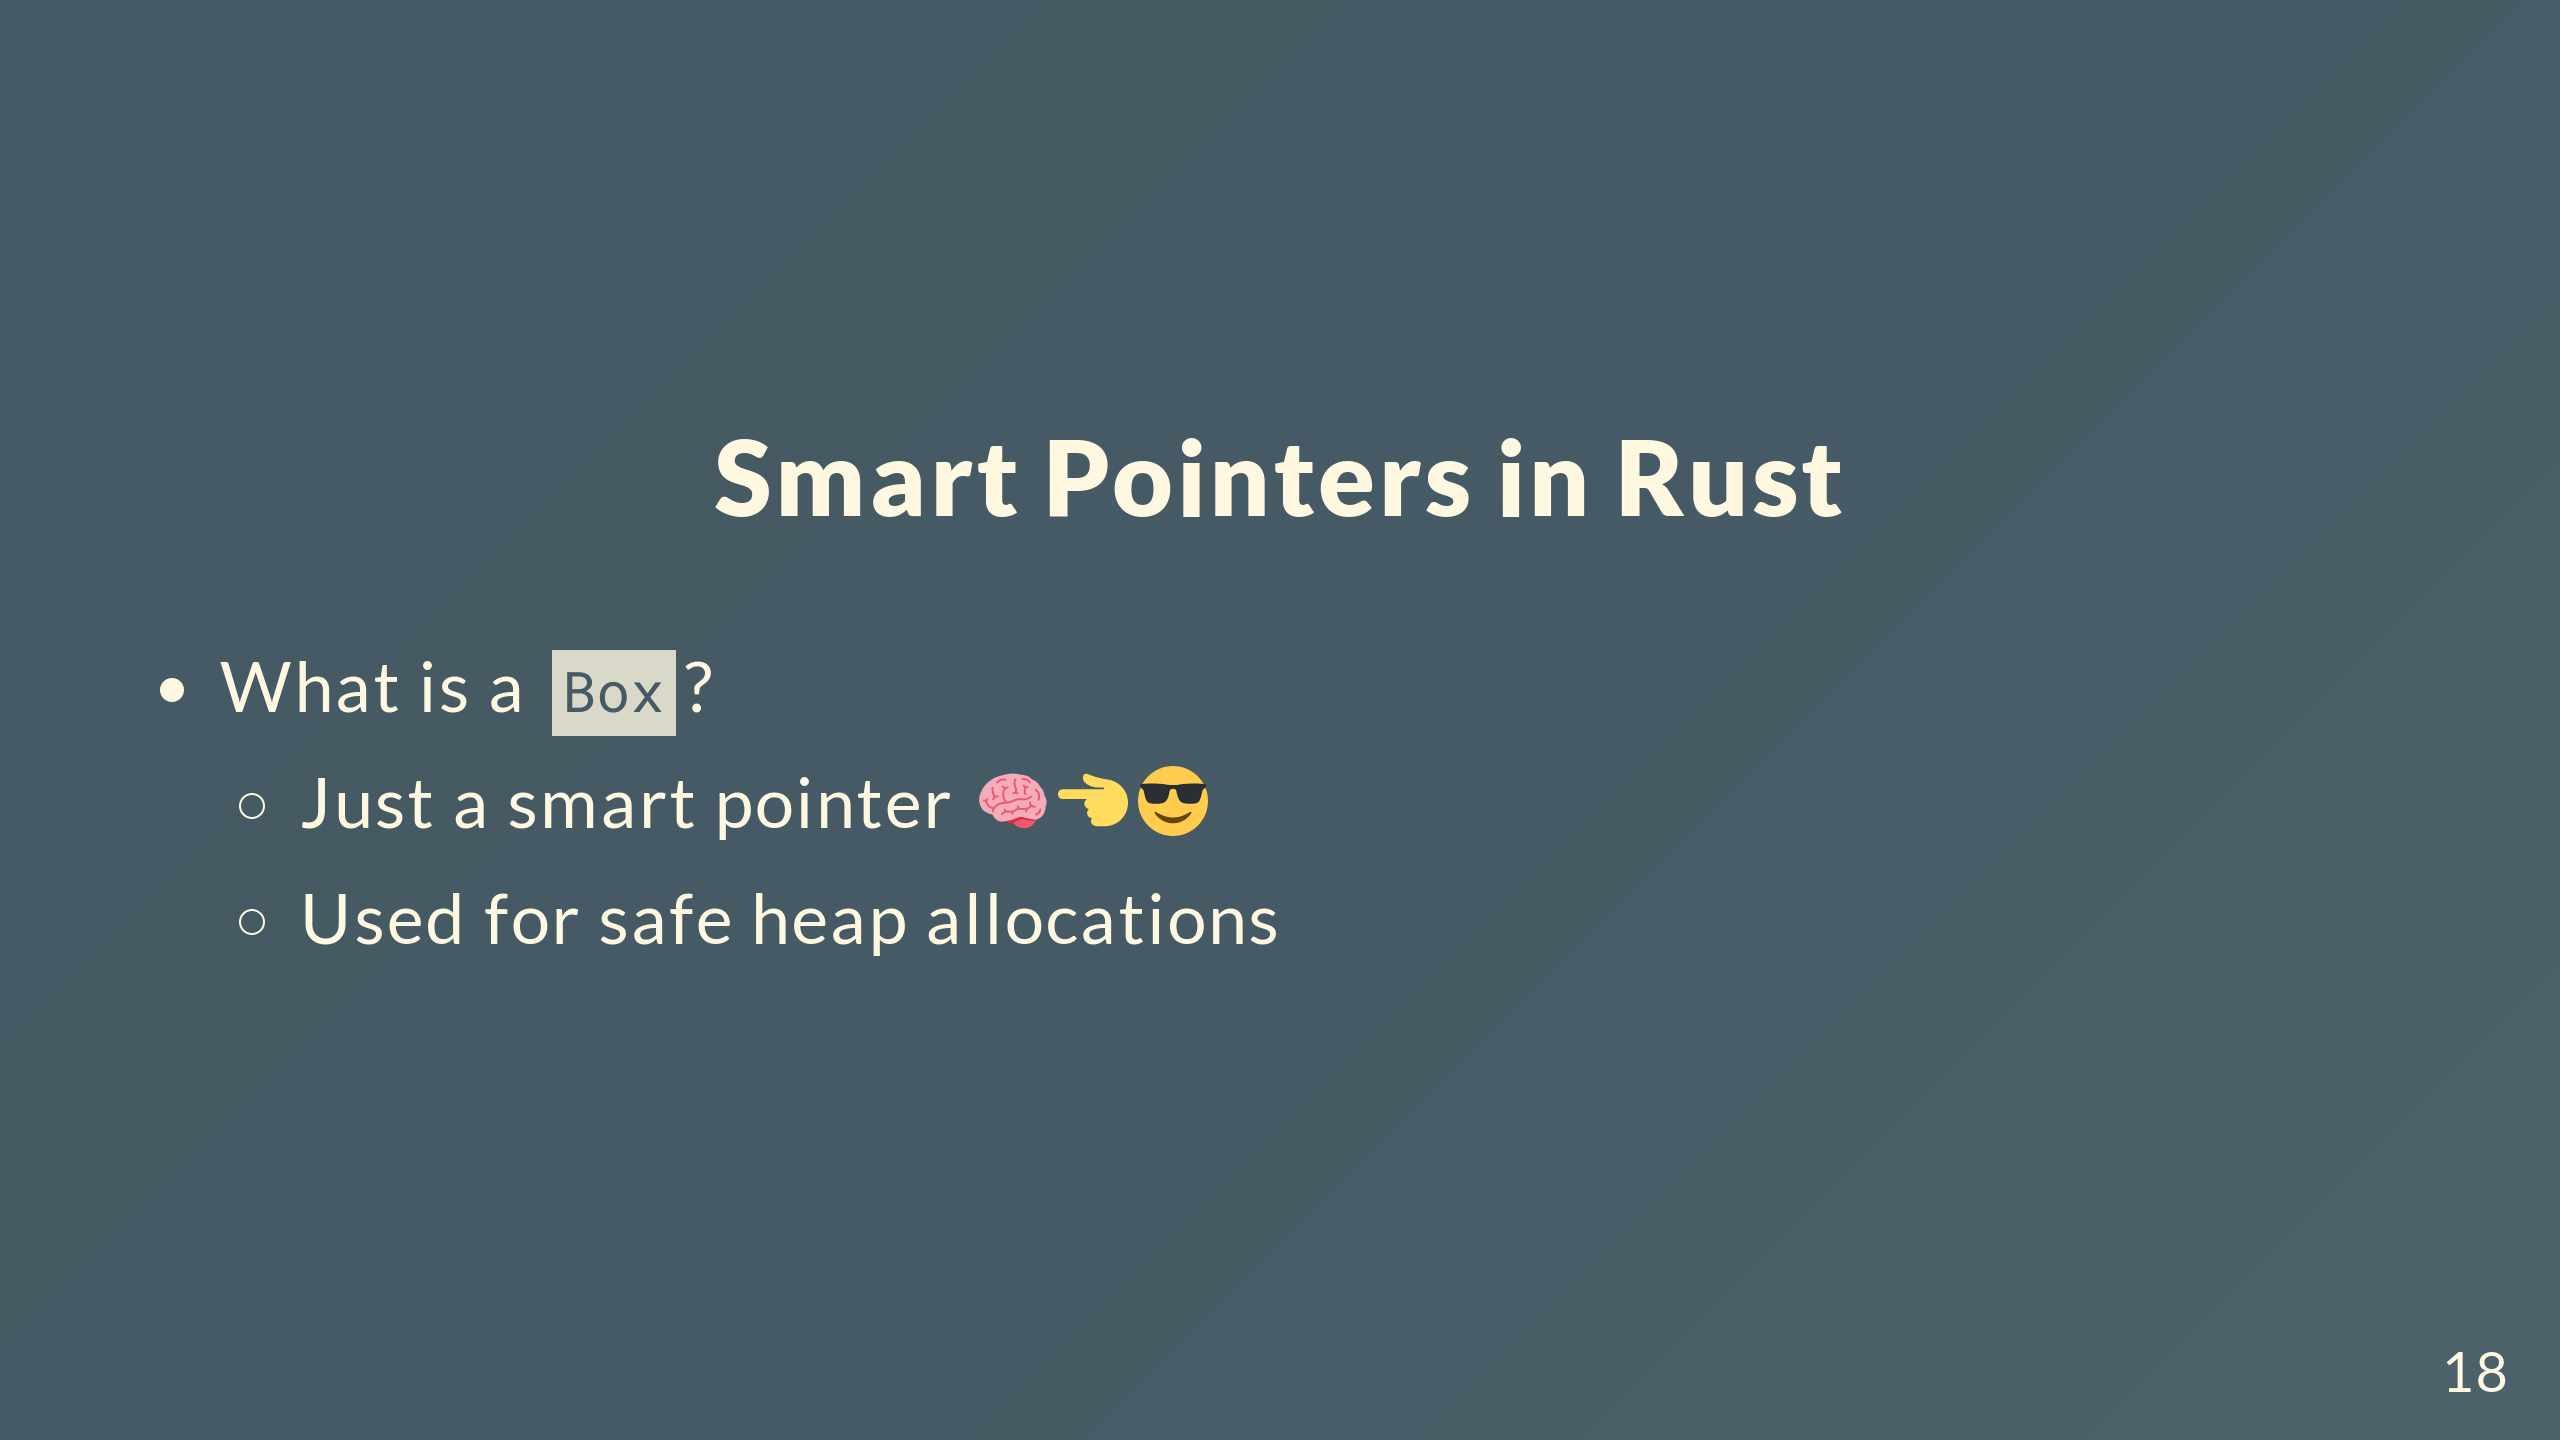 Smart Pointers in Rust
• What is a Box?
○ Just a smart pointer 🧠👈😎
○ Used for safe heap allocations
18